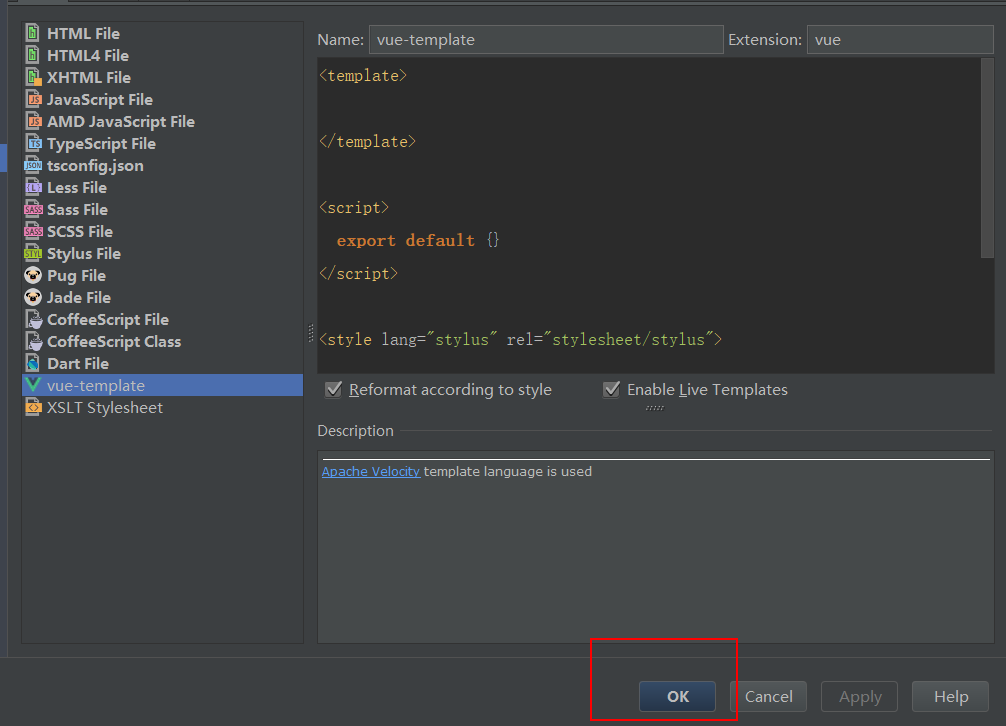 HTML File
HTML4 File
XHTML File
JavaScript File
AMD JavaScript File
TypeScript File
tsconfig.json
Less File
Sass File
SCSS File
Stylus File
Pug File
Jade File
CoffeeScript File
CoffeeScript Class
Dart File
vue-template
XSLT Stylesheet
Name: vue-template Extension: vue
<template>
</template>
<script>
export default {}
</script>
<style lang="stylus" rel="stylesheet/stylus">
Reformat according to style Enable Live Templates
Description
Apache Velocity template language is used
OK Cancel Apply Help